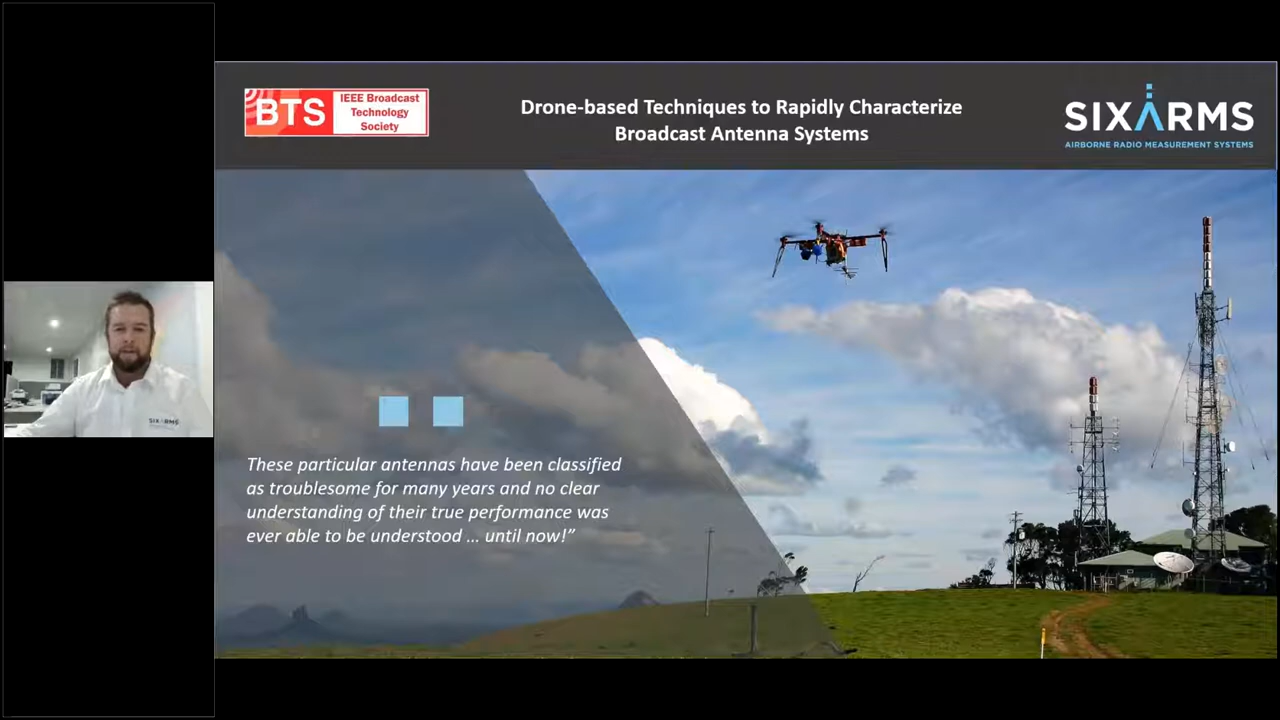 BTS
IEEE Broadcast
Technology
Society
Drone-based Techniques to Rapidly Characterize
Broadcast Antenna Systems
SIXARMS
AIRBORNE RADIO MEASUREMENT SYSTEMS
SIXARMS
These particular antennas have been classified
as troublesome for many years and no clear
understanding of their true performance was
ever able to be understood … until now!”